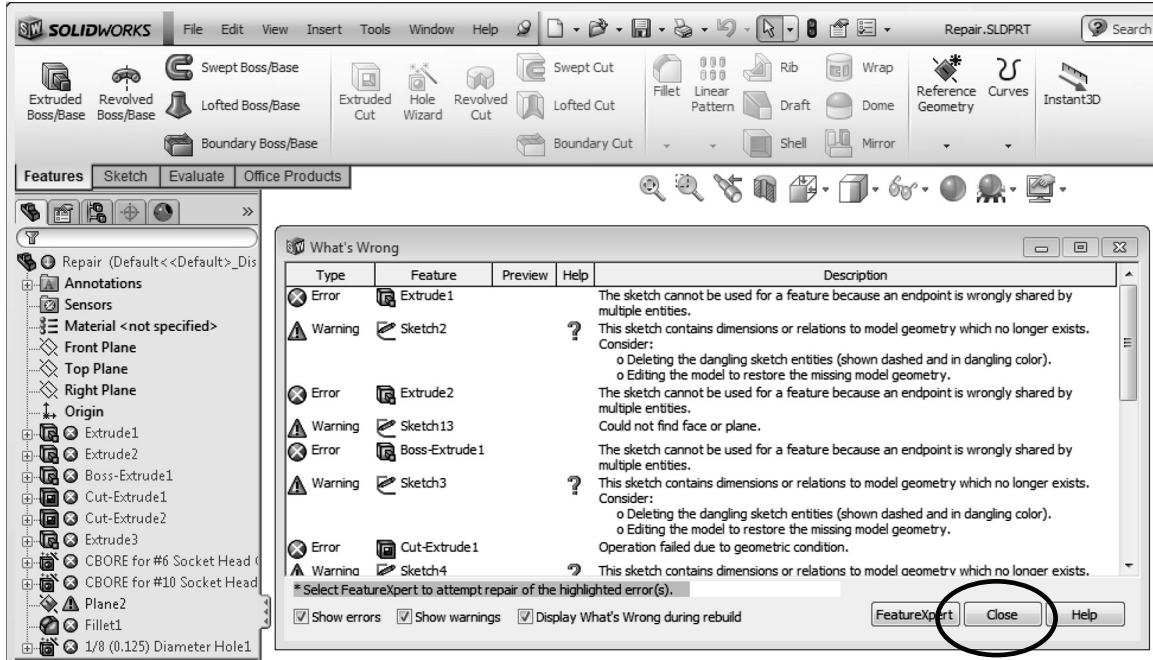 SOLIDWORKS File Edit View Insert Tools Window Help Repair.SLDPRT Search
Extruded Boss/Base
Revolved Boss/Base
Swept Boss/Base
Lofted Boss/Base
Boundary Boss/Base
Extruded Cut
Hole Wizard
Revolved Cut
Swept Cut
Lofted Cut
Boundary Cut
Fillet
Linear Pattern
Rib
Draft
Shell
Wrap
Dome
Mirror
Reference Geometry
Curves
Instant3D
Features Sketch Evaluate Office Products
»
Repair (Default<<Default>_Dis
Annotations
Sensors
Material <not specified>
Front Plane
Top Plane
Right Plane
Origin
Extrude1
Extrude2
Boss-Extrude1
Cut-Extrude1
Cut-Extrude2
Extrude3
CBORE for #6 Socket Head
CBORE for #10 Socket Head
Plane2
Fillet1
1/8 (0.125) Diameter Hole1
What's Wrong
Type Feature Preview Help Description
Error Extrude1 The sketch cannot be used for a feature because an endpoint is wrongly shared by
multiple entities.
Warning Sketch2 ? This sketch contains dimensions or relations to model geometry which no longer exists.
Consider:
o Deleting the dangling sketch entities (shown dashed and in dangling color).
o Editing the model to restore the missing model geometry.
Error Extrude2 The sketch cannot be used for a feature because an endpoint is wrongly shared by
multiple entities.
Warning Sketch13 Could not find face or plane.
Error Boss-Extrude1 The sketch cannot be used for a feature because an endpoint is wrongly shared by
multiple entities.
Warning Sketch3 ? This sketch contains dimensions or relations to model geometry which no longer exists.
Consider:
o Deleting the dangling sketch entities (shown dashed and in dangling color).
o Editing the model to restore the missing model geometry.
Error Cut-Extrude1 Operation failed due to geometric condition.
Warning Sketch4 ? This sketch contains dimensions or relations to model geometry which no longer exists.
* Select FeatureXpert to attempt repair of the highlighted error(s).
Show errors Show warnings Display What's Wrong during rebuild FeatureXpert Close Help